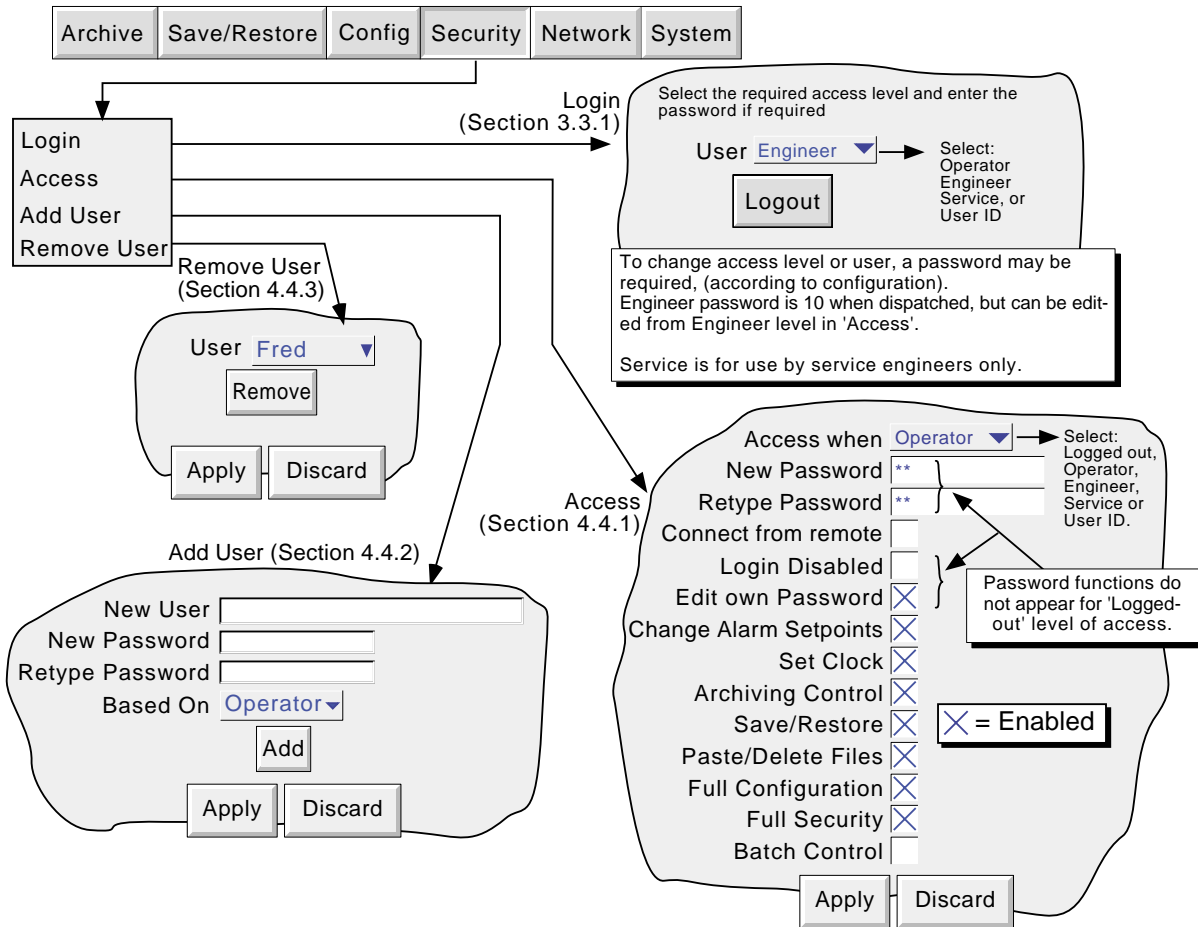 Archive Save/Restore Config Security Network System
Login
Access
Add User
Remove User
Login
(Section 3.3.1)
Select the required access level and enter the
password if required
User Engineer
Select:
Operator
Engineer
Service, or
User ID
Logout
To change access level or user, a password may be
required, (according to configuration).
Engineer password is 10 when dispatched, but can be edit-
ed from Engineer level in 'Access'.
Service is for use by service engineers only.
Remove User
(Section 4.4.3)
User Fred
Remove
Apply Discard
Access
(Section 4.4.1)
Access when Operator
Select:
Logged out,
Operator,
Engineer,
Service or
User ID.
New Password **
Retype Password **
Connect from remote
Login Disabled
Edit own Password
Change Alarm Setpoints
Set Clock
Archiving Control
Save/Restore
Paste/Delete Files
Full Configuration
Full Security
Batch Control
Password functions do
not appear for 'Logged-
out' level of access.
= Enabled
Apply Discard
Add User (Section 4.4.2)
New User
New Password
Retype Password
Based On Operator
Add
Apply Discard